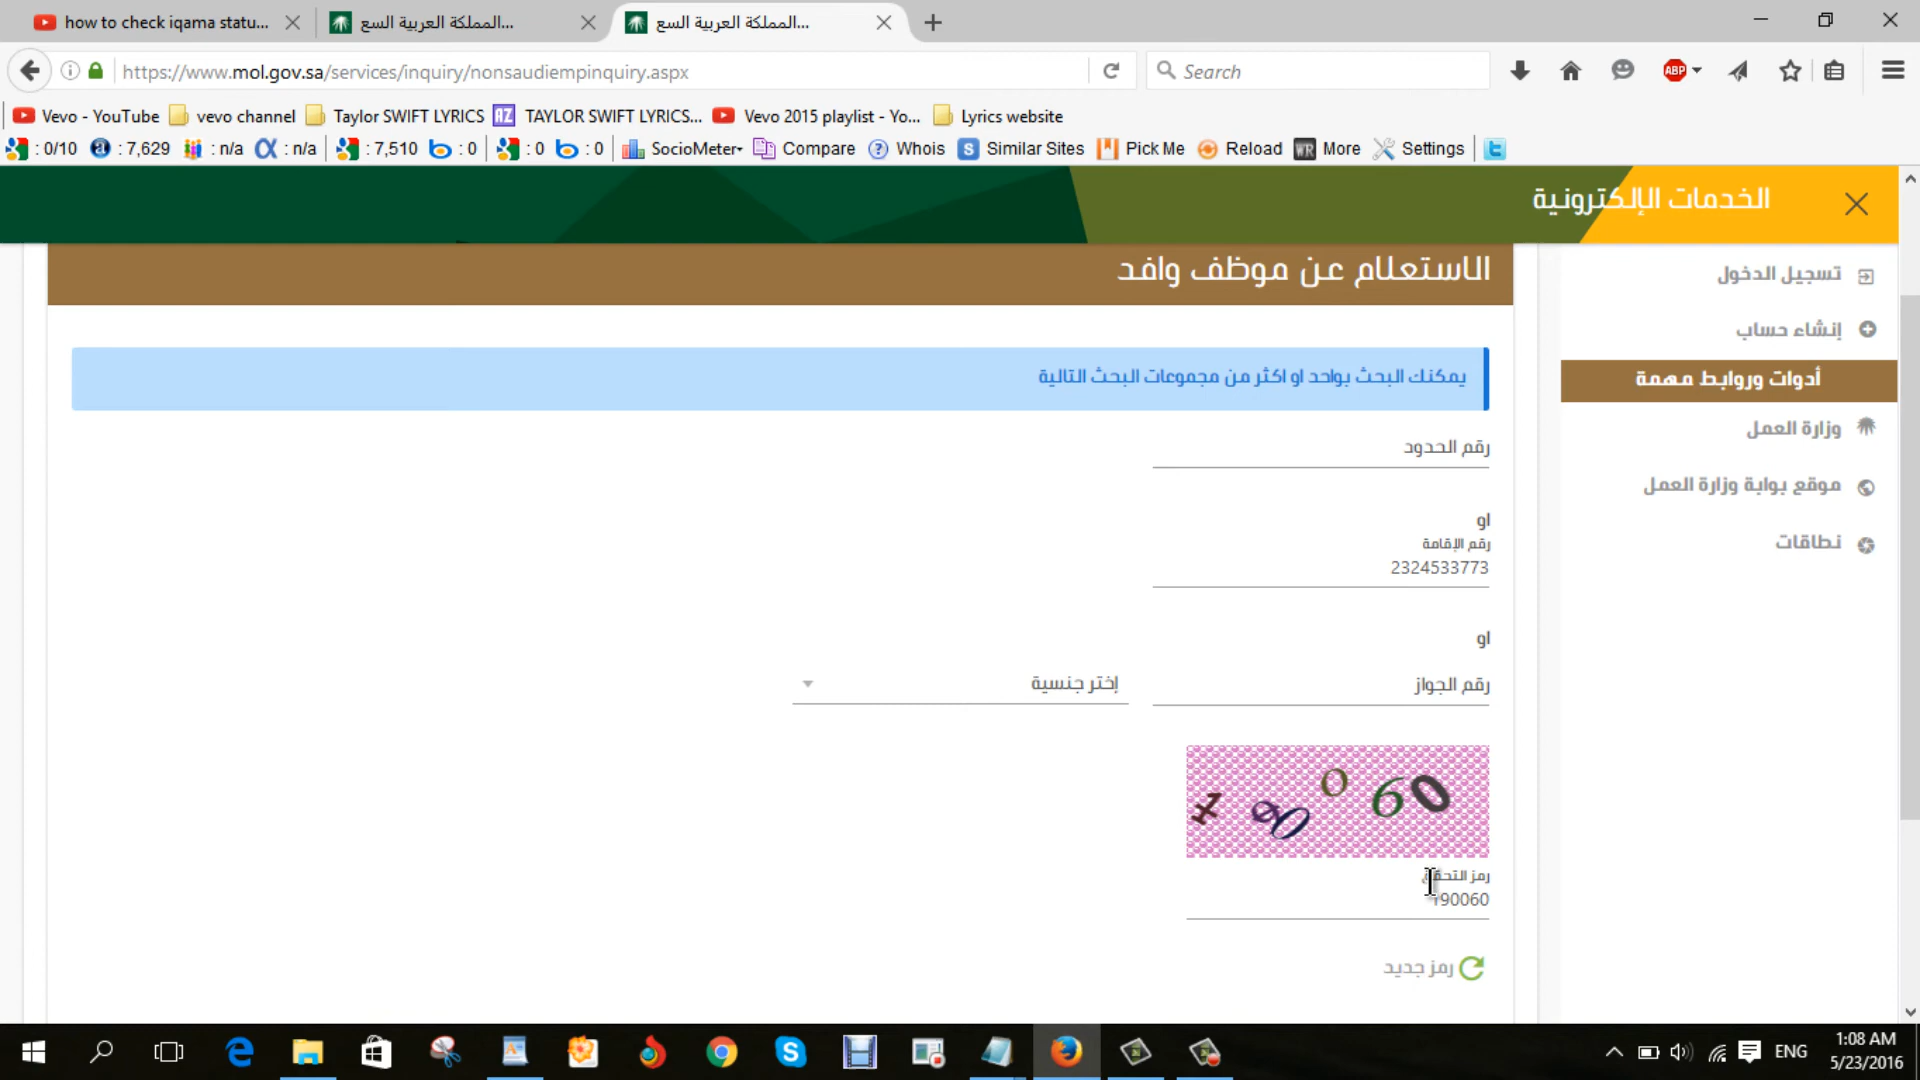 how to check iqama statu...
المملكة العربية السع...
المملكة العربية السع...
https://www.mol.gov.sa/services/inquiry/nonsaudiempinquiry.aspx
Search
ABP
Vevo - YouTube
vevo channel
Taylor SWIFT LYRICS
AZ
TAYLOR SWIFT LYRICS...
Vevo 2015 playlist - Yo...
Lyrics website
: 0/10
: 7,629
: n/a
: n/a
: 7,510
: 0
: 0
: 0
SocioMeter
Compare
Whois
Similar Sites
Pick Me
Reload
WR More
Settings
الخدمات الإلكترونية
الاستعلام عن موظف وافد
تسجيل الدخول
إنشاء حساب
أدوات وروابط مهمة
وزارة العمل
موقع بوابة وزارة العمل
نطاقات
يمكنك البحث بواحد او اكثر من مجموعات البحث التالية
رقم الحدود
او
رقم الإقامة
2324533773
او
رقم الجواز
إختر جنسية
190060
رمز التحقق
190060
رمز جديد
ENG
1:08 AM
5/23/2016